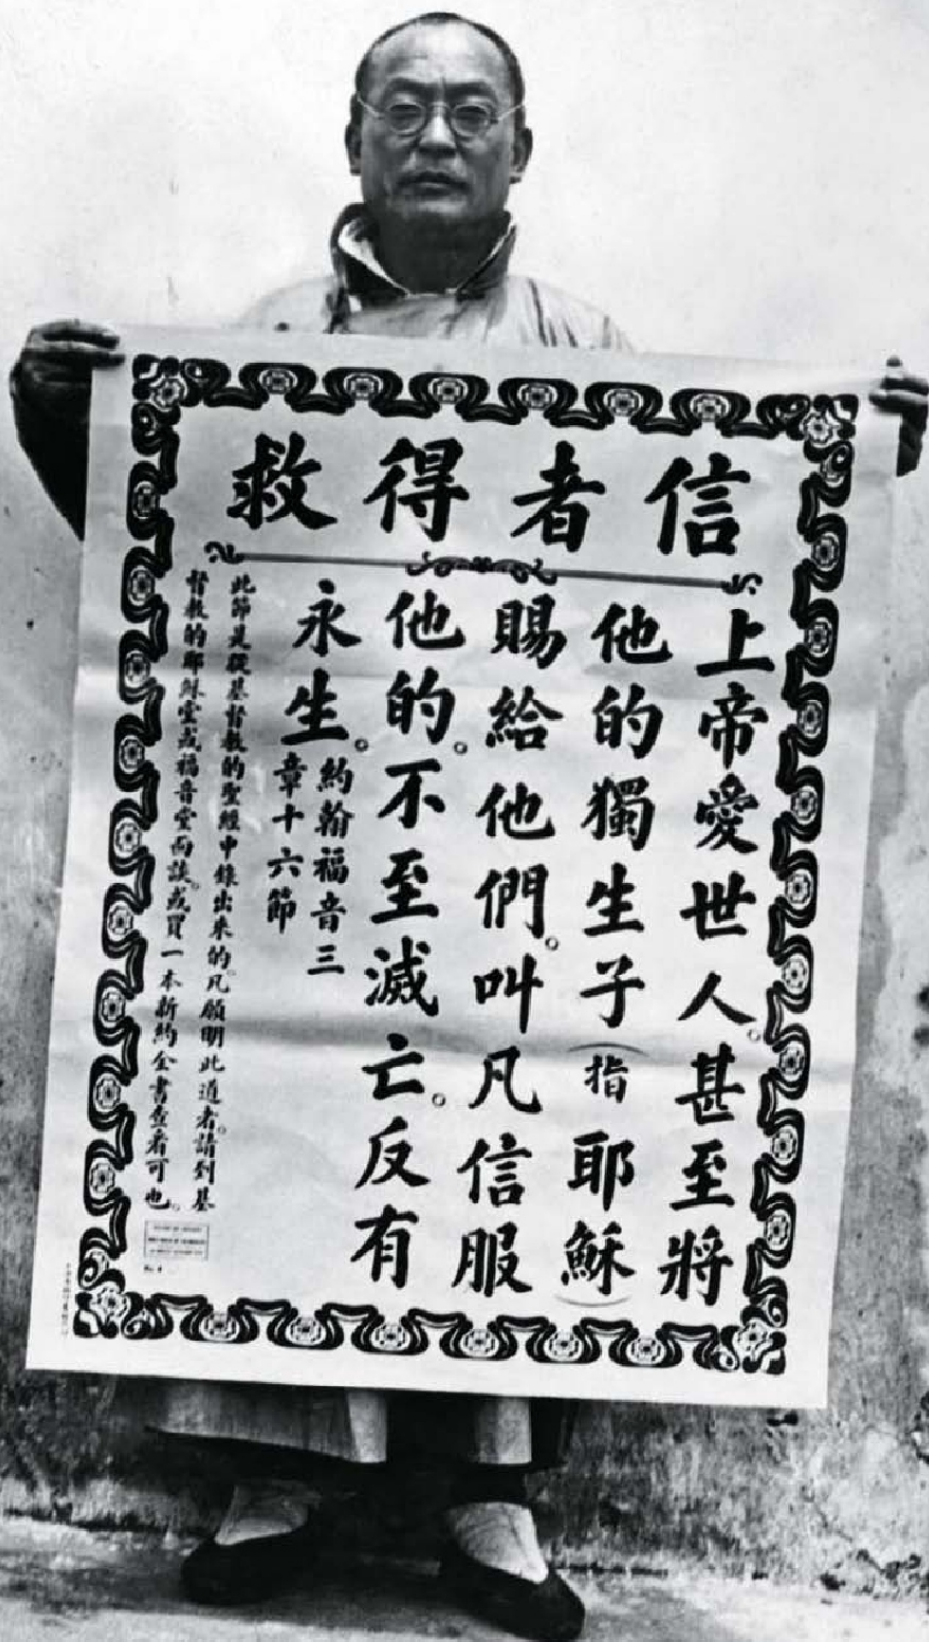 信者得救
上帝愛世人。甚至將
他的獨生子(指耶穌)
賜給他們。叫凡信服
他的。不至滅亡。反有
永生。
約翰福音三
章十六節
此節是從基督教的聖經中錄出來的。凡願明此道者。請到基
督教的耶穌堂或福音堂面談。或買一本新約全書查看可也。